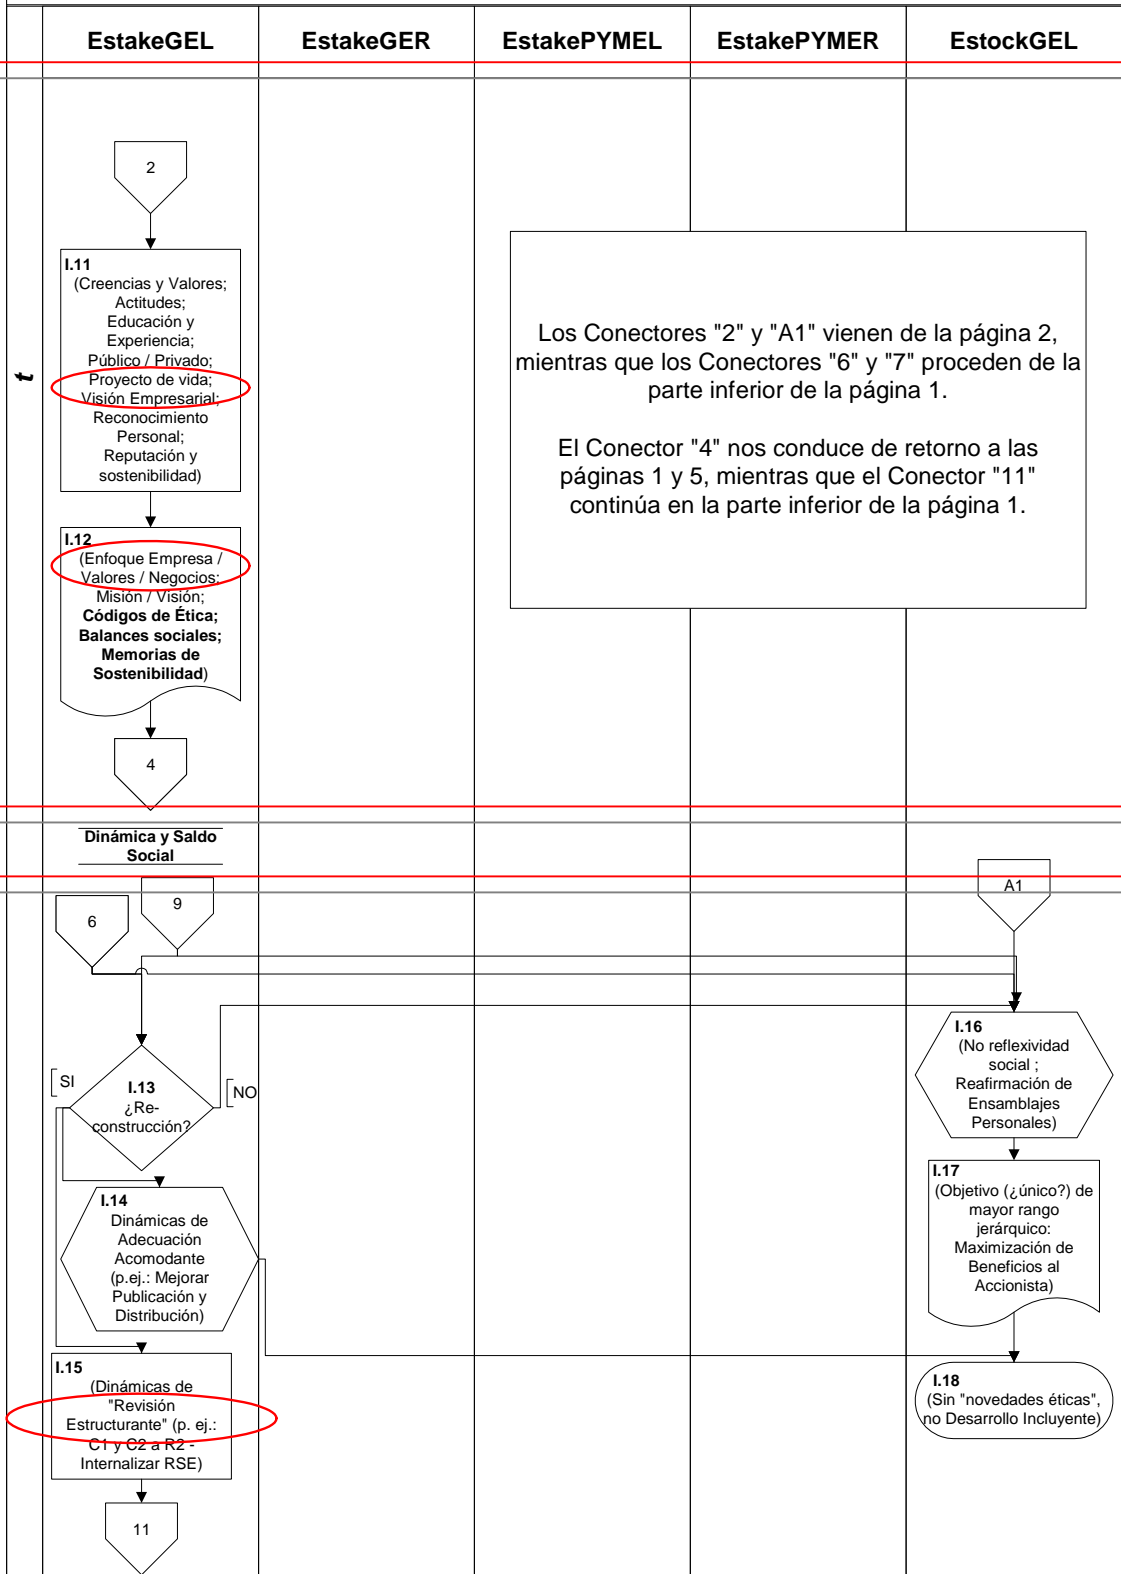 EstakeGEL
EstakeGER
EstakePYMEL
EstakePYMER
EstockGEL
t
2
I.11
(Creencias y Valores;
Actitudes;
Educación y
Experiencia;
Público / Privado;
Proyecto de vida;
Visión Empresarial;
Reconocimiento
Personal;
Reputación y
sostenibilidad)
Los Conectores "2" y "A1" vienen de la página 2,
mientras que los Conectores "6" y "7" proceden de la
parte inferior de la página 1.
El Conector "4" nos conduce de retorno a las
páginas 1 y 5, mientras que el Conector "11"
continúa en la parte inferior de la página 1.
I.12
(Enfoque Empresa /
Valores / Negocios;
Misión / Visión;
Códigos de Ética;
Balances sociales;
Memorias de
Sostenibilidad)
4
Dinámica y Saldo
Social
6
9
A1
SI
I.13
¿Re-
construcción?
NO
I.14
Dinámicas de
Adecuación
Acomodante
(p.ej.: Mejorar
Publicación y
Distribución)
I.15
(Dinámicas de
"Revisión
Estructurante" (p. ej.:
C1 y C2 a R2 -
Internalizar RSE)
11
I.16
(No reflexividad
social ;
Reafirmación de
Ensamblajes
Personales)
I.17
(Objetivo (¿único?) de
mayor rango
jerárquico:
Maximización de
Beneficios al
Accionista)
I.18
(Sin "novedades éticas",
no Desarrollo Incluyente)